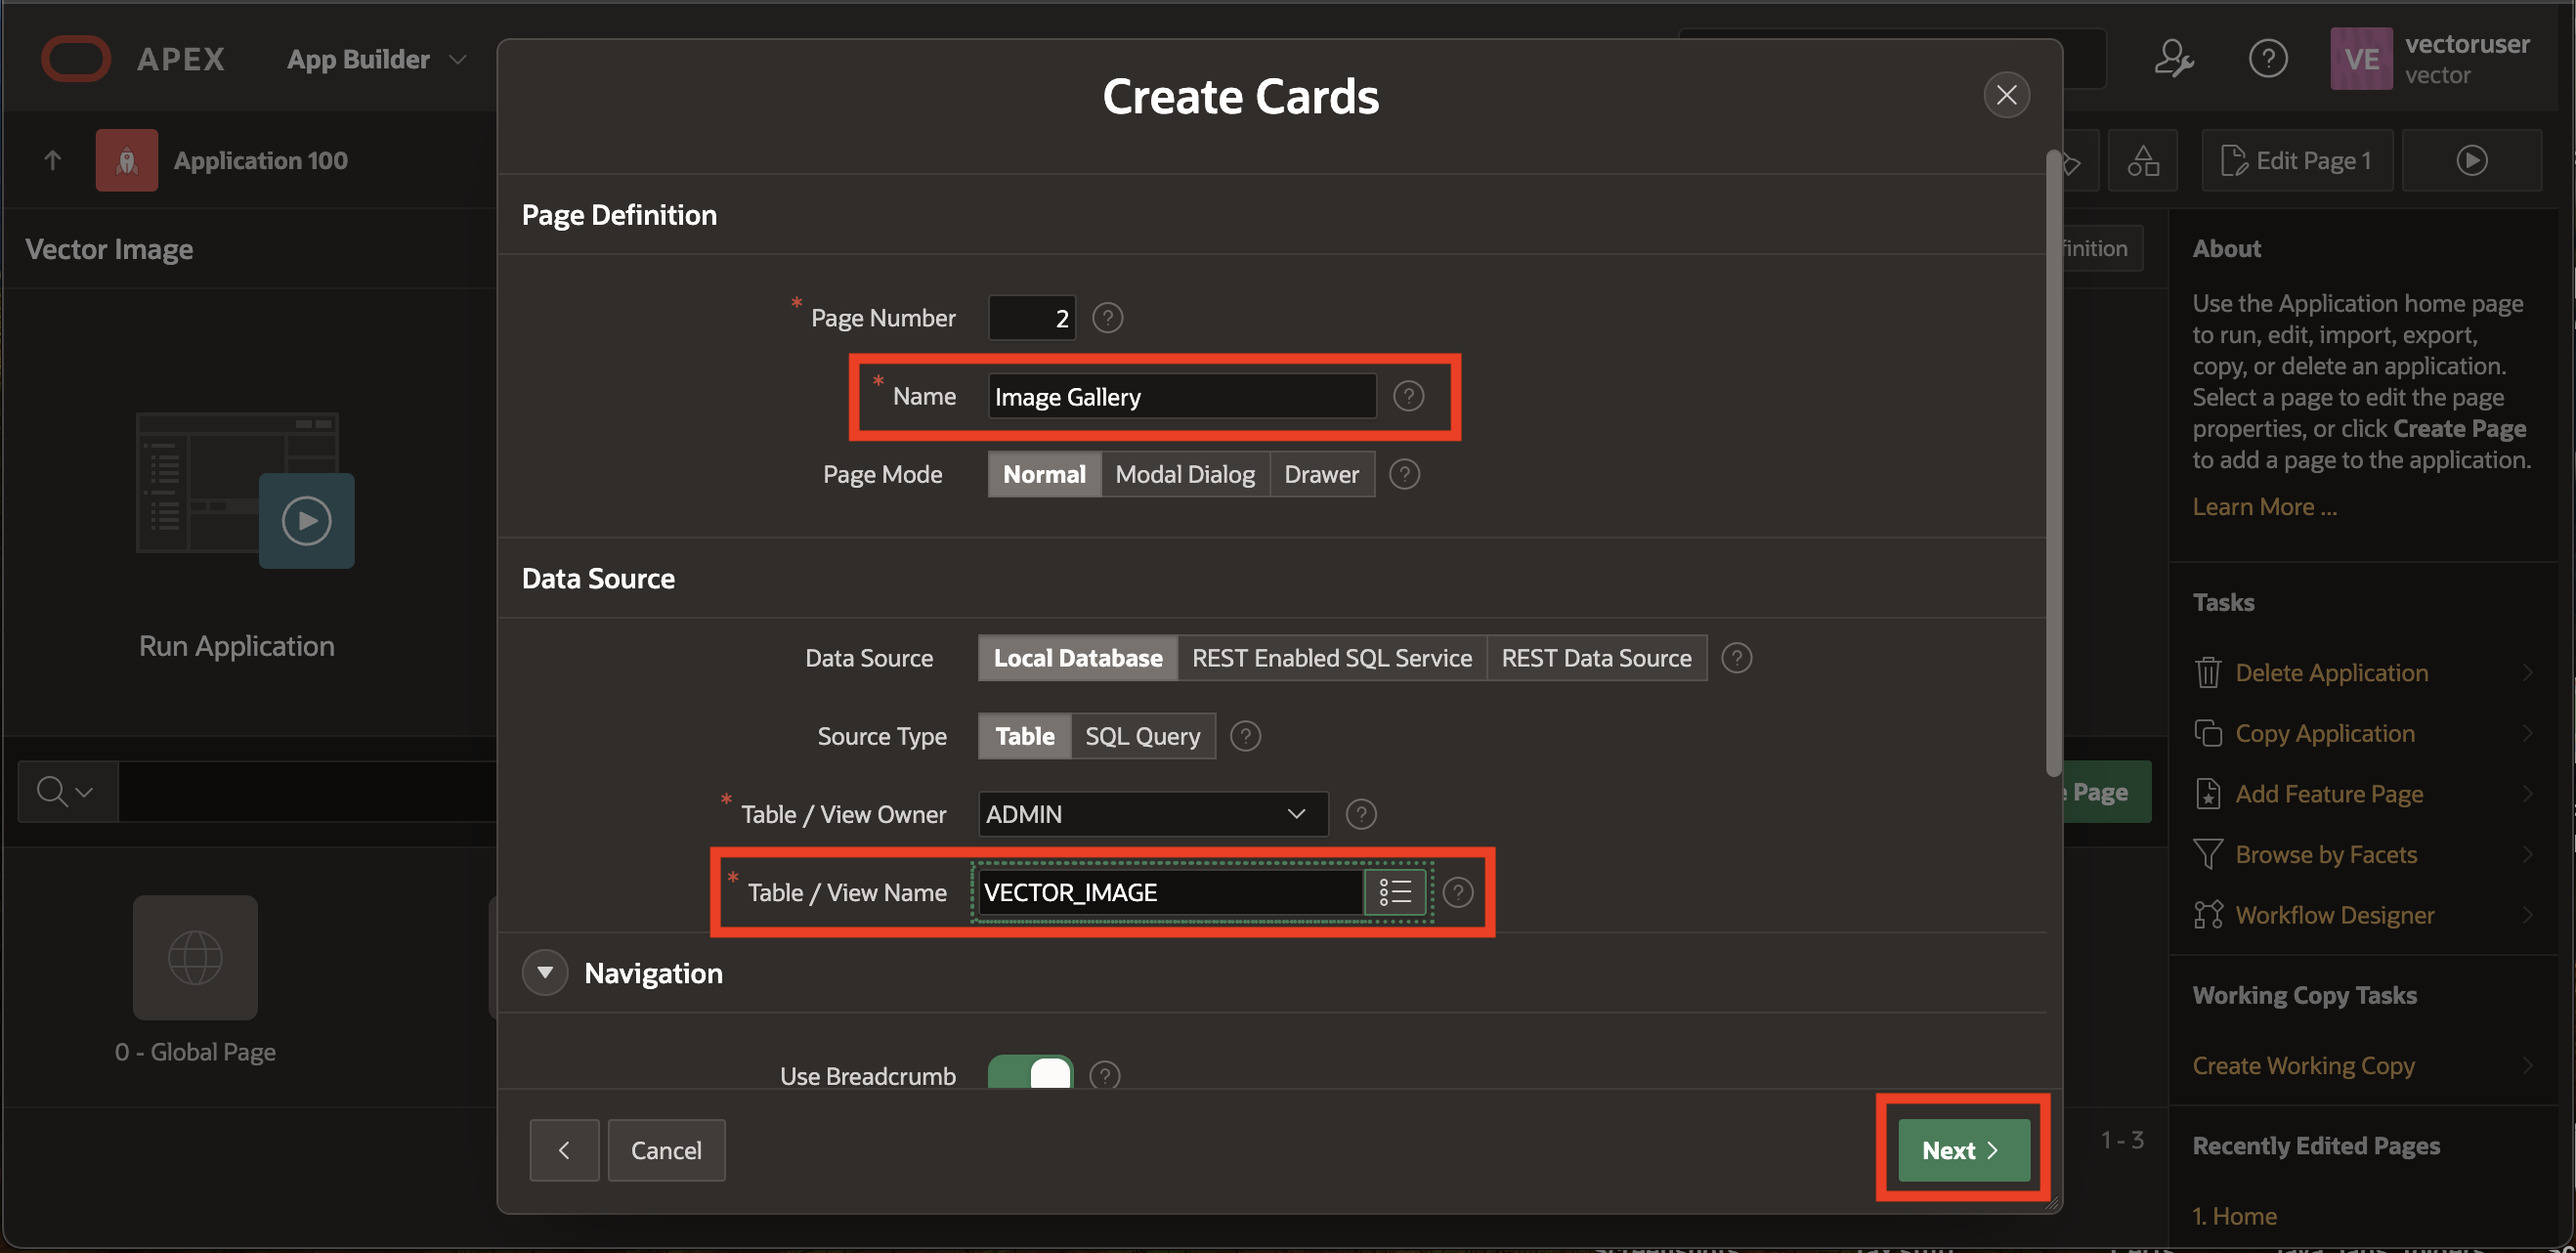 APEX
App Builder
VE
vectoruser
vector
Application 100
Edit Page 1
Vector Image
Run Application
0 - Global Page
Create Cards
Page Definition
* Page Number 2
* Name Image Gallery
Page Mode Normal Modal Dialog Drawer
Data Source
Data Source Local Database REST Enabled SQL Service REST Data Source
Source Type Table SQL Query
* Table / View Owner ADMIN
* Table / View Name VECTOR_IMAGE
Navigation
Use Breadcrumb
Cancel
Next
Page
1 - 3
About
Use the Application home page
to run, edit, import, export,
copy, or delete an application.
Select a page to edit the page
properties, or click Create Page
to add a page to the application.
Learn More ...
Tasks
Delete Application
Copy Application
Add Feature Page
Browse by Facets
Workflow Designer
Working Copy Tasks
Create Working Copy
Recently Edited Pages
1. Home